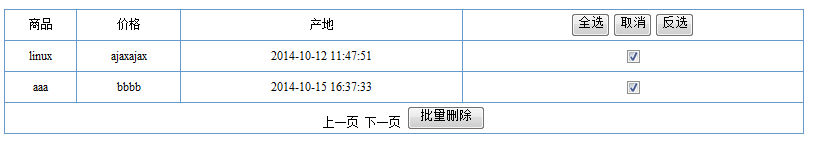 商品 价格 产地 全选 取消 反选
linux ajaxajax 2014-10-12 11:47:51
aaa bbbb 2014-10-15 16:37:33
上一页 下一页 批量删除